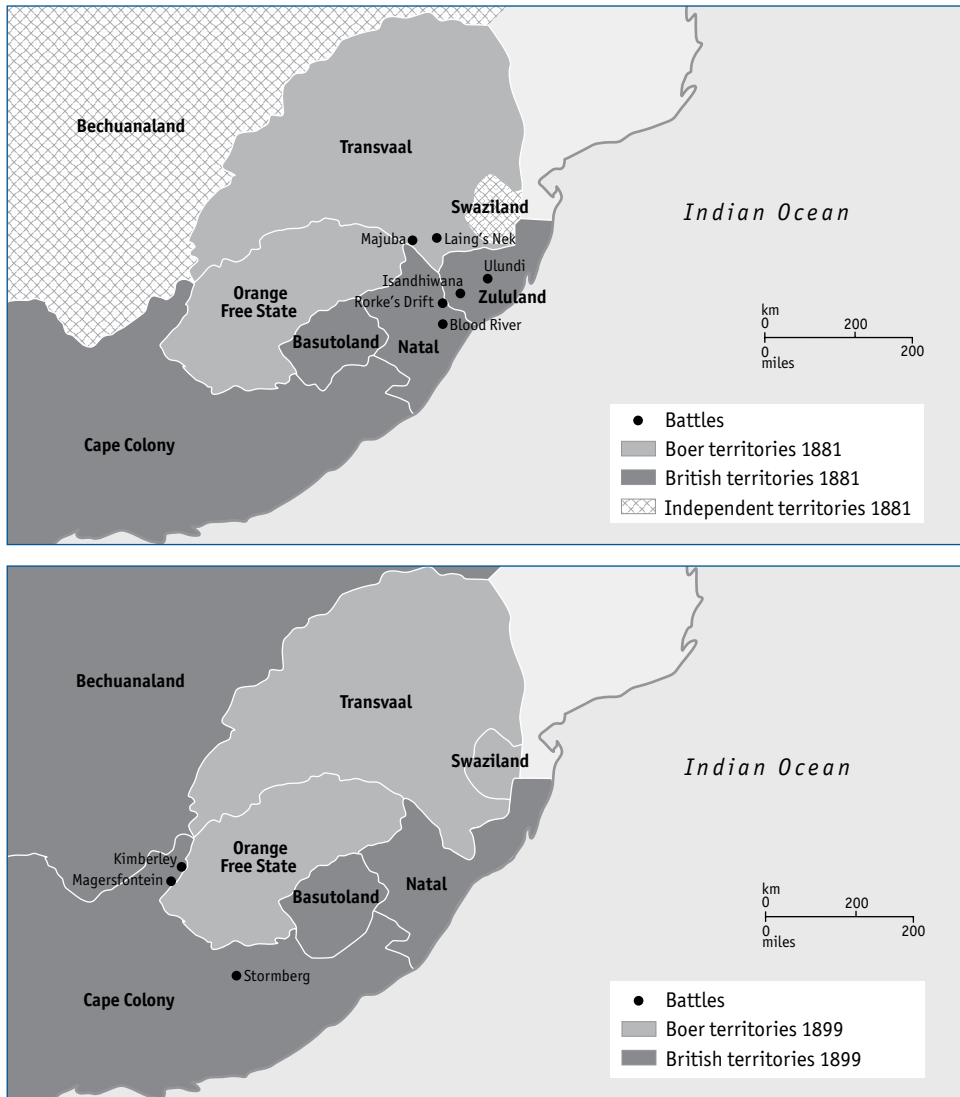 Bechuanaland
Transvaal
Swaziland
Indian Ocean
Majuba
Laing's Nek
Ulundi
Isandhlwana
Zululand
Rorke's Drift
Orange
Free State
Blood River
Basutoland
Natal
km
0 200
0 200
miles
Cape Colony
Battles
Boer territories 1881
British territories 1881
Independent territories 1881
Bechuanaland
Transvaal
Swaziland
Indian Ocean
Kimberley
Magersfontein
Orange
Free State
Natal
Basutoland
km
0 200
0 200
miles
Stormberg
Cape Colony
Battles
Boer territories 1899
British territories 1899